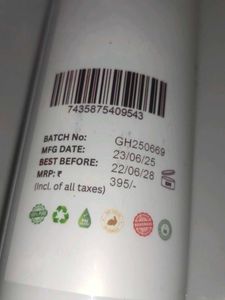 7435875409543
BATCH No: GH250669
MFG DATE: 23/06/25
BEST BEFORE: 22/06/28
MRP: ₹ 395/-
(Incl. of all taxes)